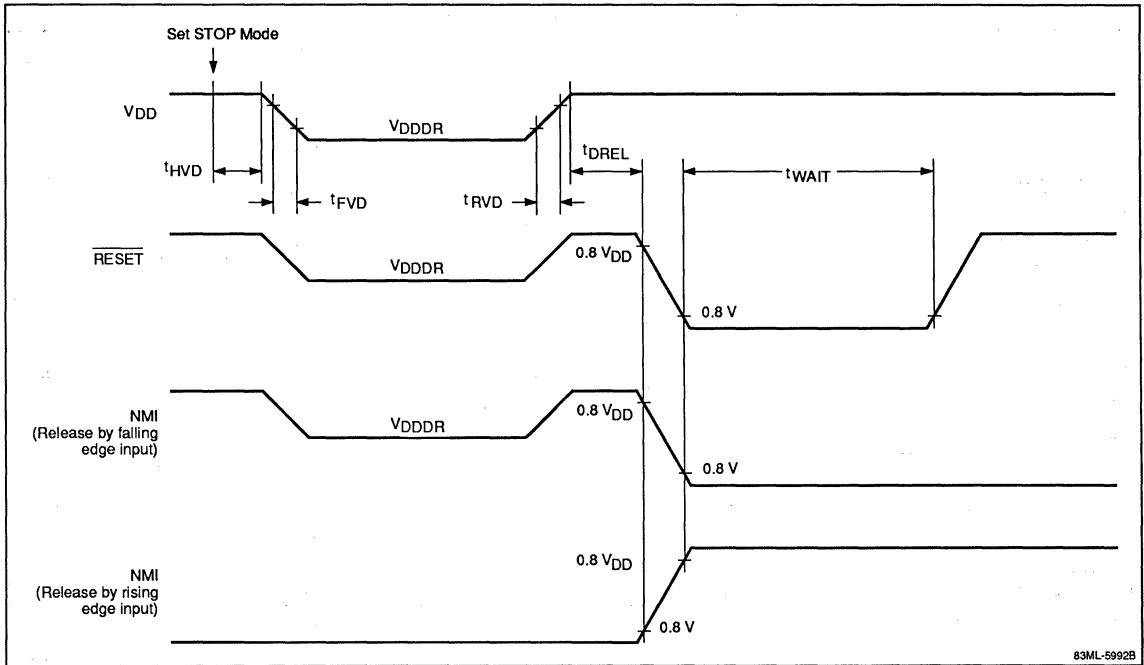 Set STOP Mode
VDD
VDDDR
tHVD
tFVD
tRVD
tDREL
tWAIT
RESET
VDDDR
0.8 VDD
0.8 V
NMI
(Release by falling
edge input)
VDDDR
0.8 VDD
0.8 V
NMI
(Release by rising
edge input)
0.8 VDD
0.8 V
83ML-5992B